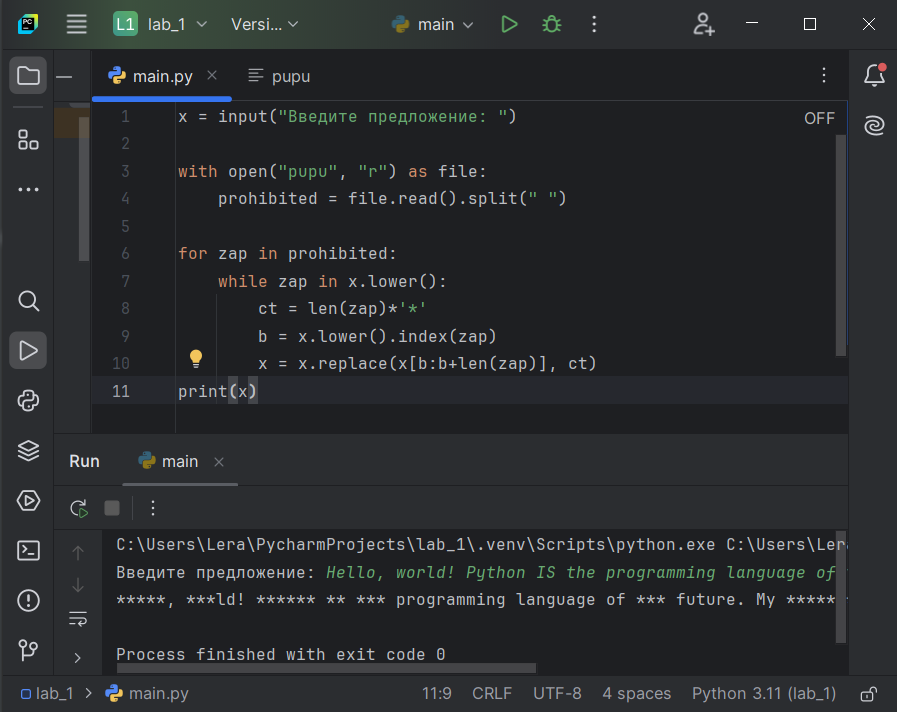 L1 lab_1 Versi... main
main.py pupu
1 x = input("Введите предложение: ") OFF
2
3 with open("pupu", "r") as file:
4 prohibited = file.read().split(" ")
5
6 for zap in prohibited:
7 while zap in x.lower():
8 ct = len(zap)*'*'
9 b = x.lower().index(zap)
10 x = x.replace(x[b:b+len(zap)], ct)
11 print(x)
Run main
C:\Users\Lera\PycharmProjects\lab_1\.venv\Scripts\python.exe C:\Users\Lera
Введите предложение: Hello, world! Python IS the programming language of
*****, ***ld! ****** ** *** programming language of *** future. My *****
Process finished with exit code 0
lab_1 > main.py 11:9 CRLF UTF-8 4 spaces Python 3.11 (lab_1)